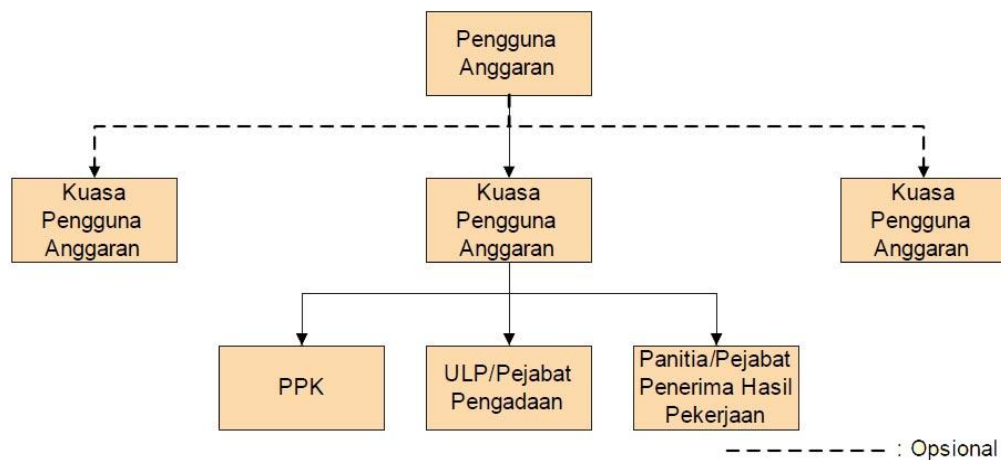 Pengguna
Anggaran
Kuasa
Pengguna
Anggaran
Kuasa
Pengguna
Anggaran
Kuasa
Pengguna
Anggaran
PPK
ULP/Pejabat
Pengadaan
Panitia/Pejabat
Penerima Hasil
Pekerjaan
: Opsional